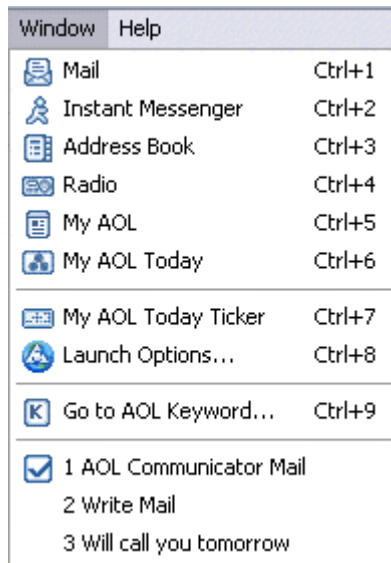 Window Help
Mail Ctrl+1
Instant Messenger Ctrl+2
Address Book Ctrl+3
Radio Ctrl+4
My AOL Ctrl+5
My AOL Today Ctrl+6
My AOL Today Ticker Ctrl+7
Launch Options... Ctrl+8
K Go to AOL Keyword... Ctrl+9
1 AOL Communicator Mail
2 Write Mail
3 Will call you tomorrow